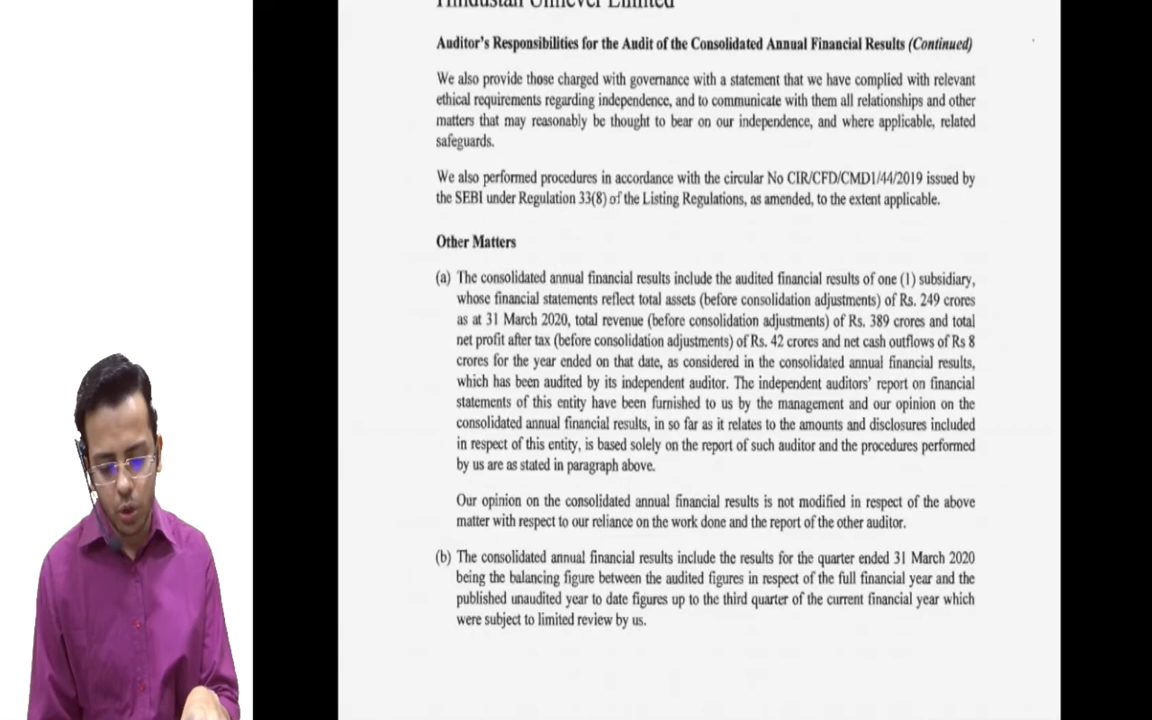 Hindustan Unilever Limited
Auditor's Responsibilities for the Audit of the Consolidated Annual Financial Results (Continued)
We also provide those charged with governance with a statement that we have complied with relevant
ethical requirements regarding independence, and to communicate with them all relationships and other
matters that may reasonably be thought to bear on our independence, and where applicable, related
safeguards.
We also performed procedures in accordance with the circular No CIR/CFD/CMD1/44/2019 issued by
the SEBI under Regulation 33(8) of the Listing Regulations, as amended, to the extent applicable.
Other Matters
(a) The consolidated annual financial results include the audited financial results of one (1) subsidiary,
whose financial statements reflect total assets (before consolidation adjustments) of Rs. 249 crores
as at 31 March 2020, total revenue (before consolidation adjustments) of Rs. 389 crores and total
net profit after tax (before consolidation adjustments) of Rs. 42 crores and net cash outflows of Rs 8
crores for the year ended on that date, as considered in the consolidated annual financial results,
which has been audited by its independent auditor. The independent auditors' report on financial
statements of this entity have been furnished to us by the management and our opinion on the
consolidated annual financial results, in so far as it relates to the amounts and disclosures included
in respect of this entity, is based solely on the report of such auditor and the procedures performed
by us are as stated in paragraph above.
Our opinion on the consolidated annual financial results is not modified in respect of the above
matter with respect to our reliance on the work done and the report of the other auditor.
(b) The consolidated annual financial results include the results for the quarter ended 31 March 2020
being the balancing figure between the audited figures in respect of the full financial year and the
published unaudited year to date figures up to the third quarter of the current financial year which
were subject to limited review by us.